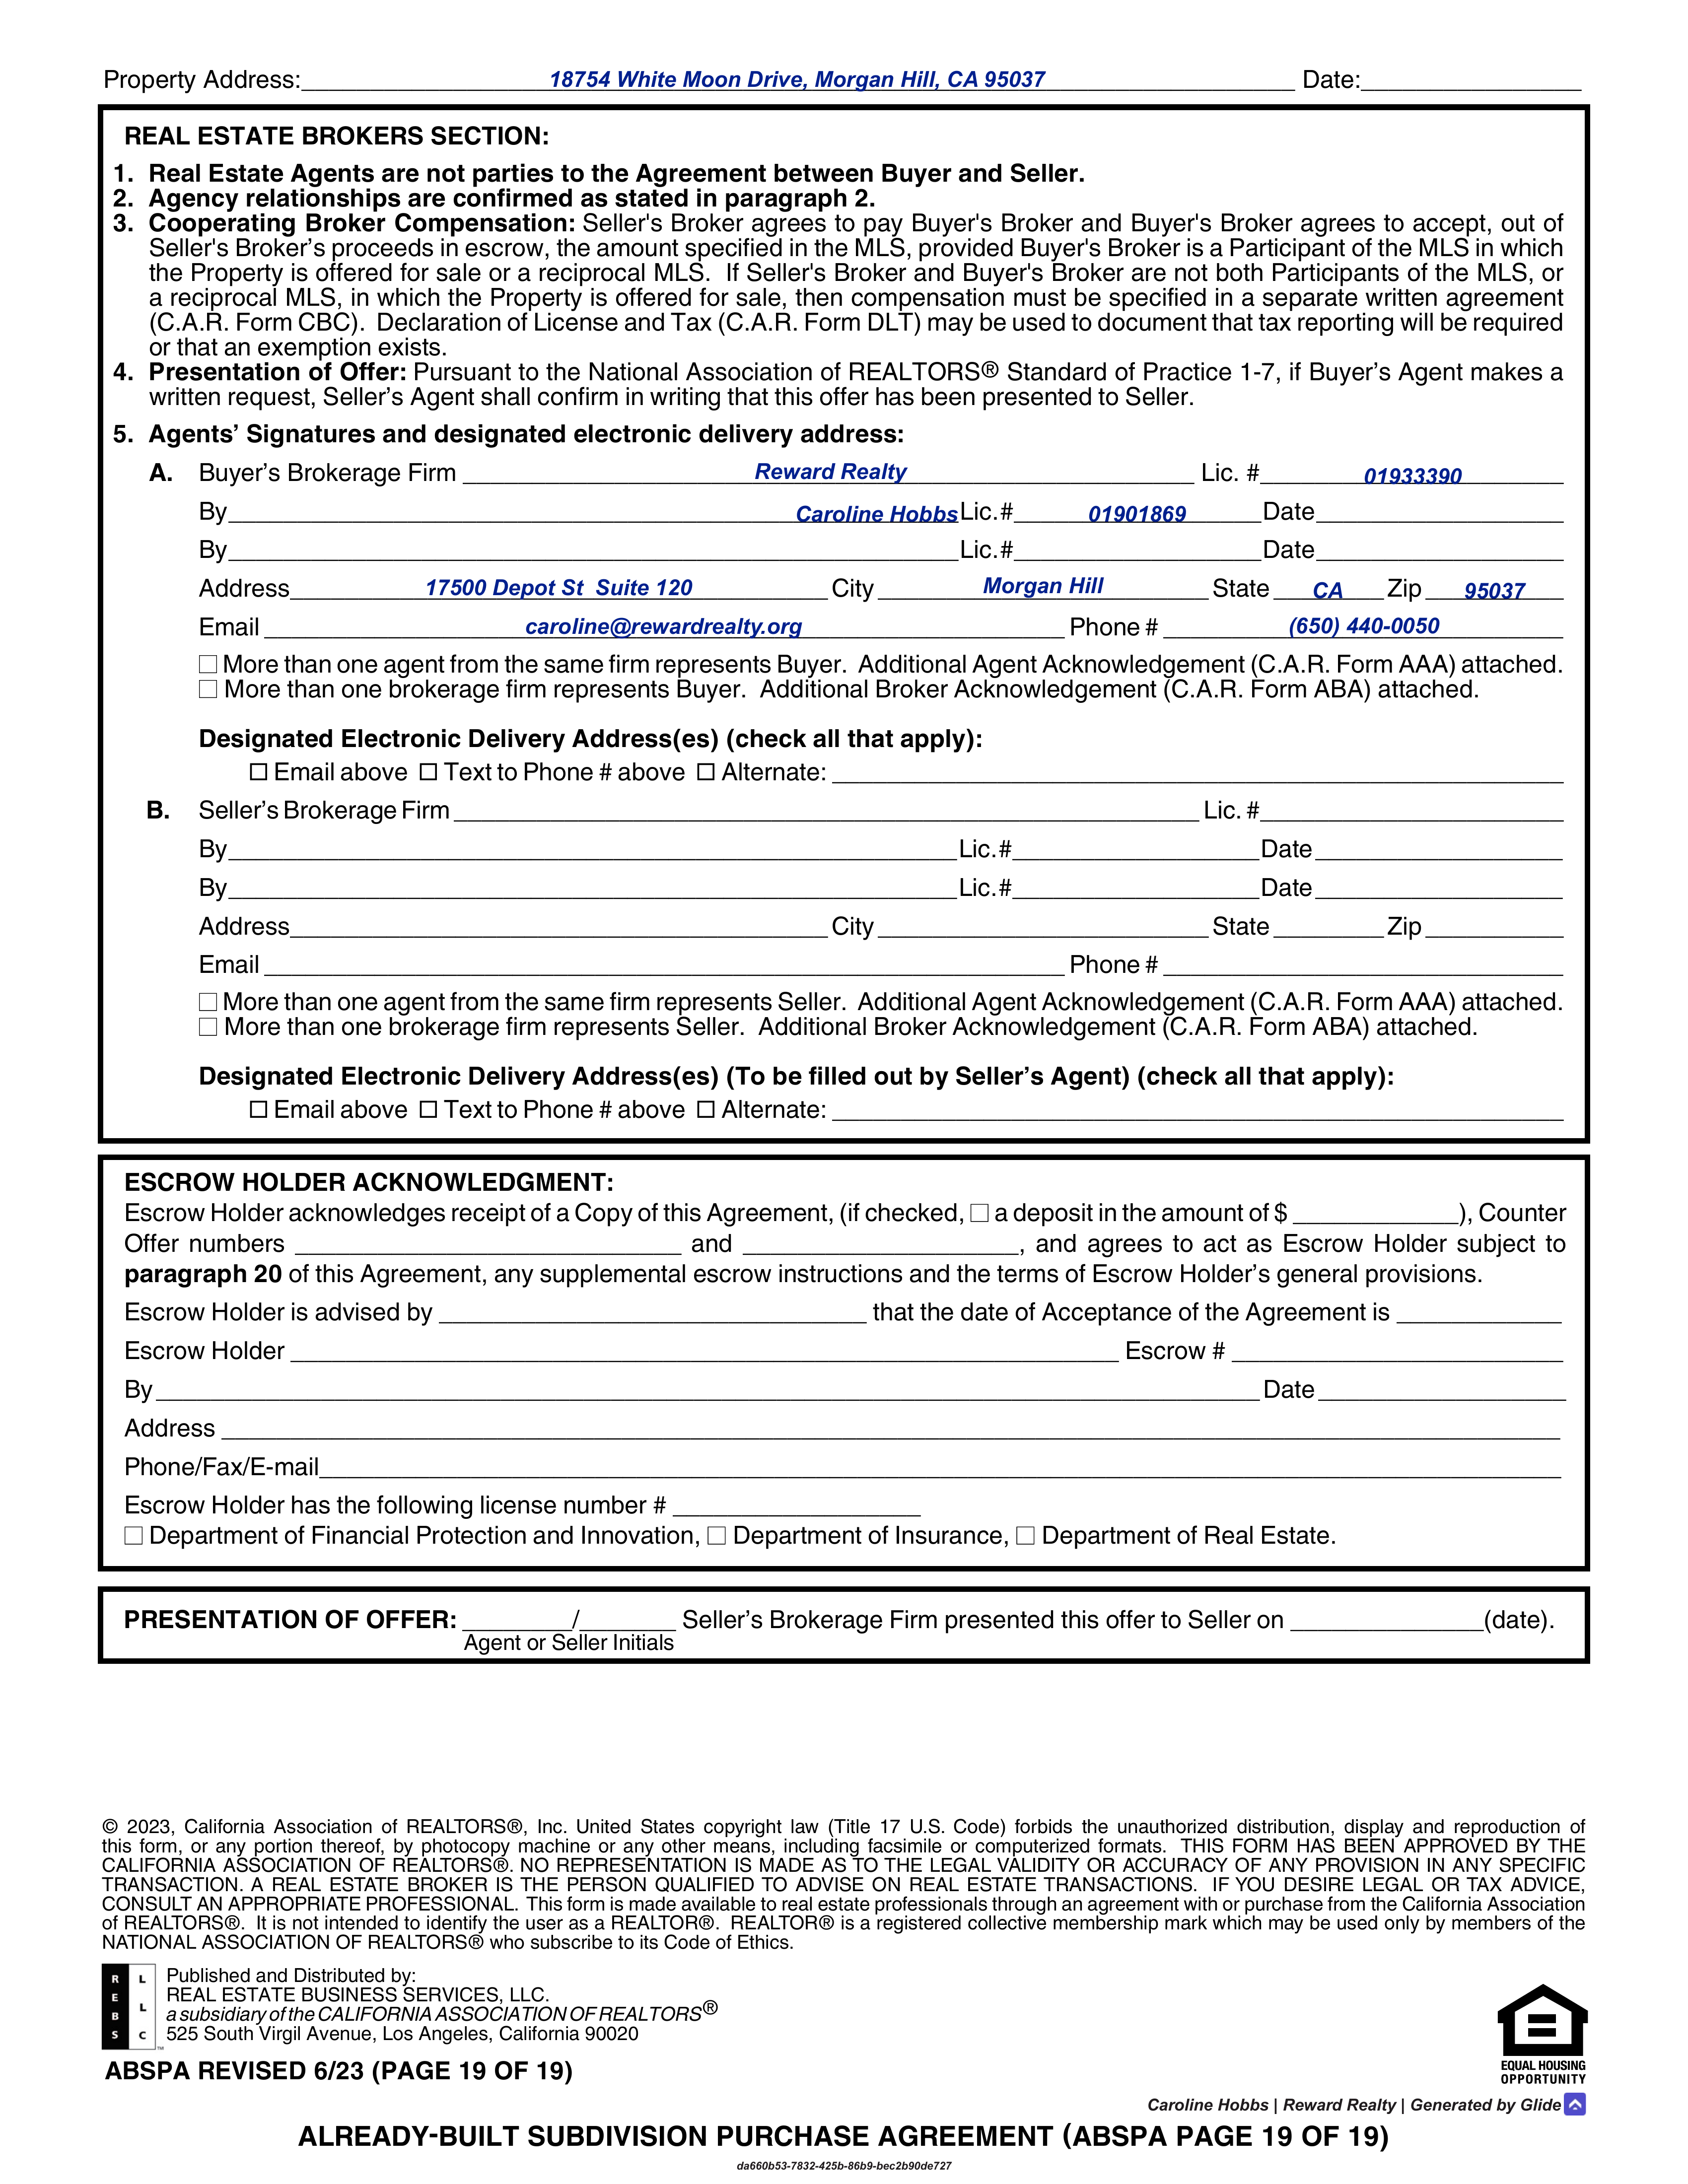 Property Address: 18754 White Moon Drive, Morgan Hill, CA 95037 Date:
REAL ESTATE BROKERS SECTION:
1. Real Estate Agents are not parties to the Agreement between Buyer and Seller.
2. Agency relationships are confirmed as stated in paragraph 2.
3. Cooperating Broker Compensation: Seller's Broker agrees to pay Buyer's Broker and Buyer's Broker agrees to accept, out of
Seller's Broker’s proceeds in escrow, the amount specified in the MLS, provided Buyer's Broker is a Participant of the MLS in which
the Property is offered for sale or a reciprocal MLS. If Seller's Broker and Buyer's Broker are not both Participants of the MLS, or
a reciprocal MLS, in which the Property is offered for sale, then compensation must be specified in a separate written agreement
(C.A.R. Form CBC). Declaration of License and Tax (C.A.R. Form DLT) may be used to document that tax reporting will be required
or that an exemption exists.
4. Presentation of Offer: Pursuant to the National Association of REALTORS® Standard of Practice 1-7, if Buyer’s Agent makes a
written request, Seller’s Agent shall confirm in writing that this offer has been presented to Seller.
5. Agents’ Signatures and designated electronic delivery address:
A. Buyer’s Brokerage Firm Reward Realty Lic. # 01933390
By Caroline Hobbs Lic.# 01901869 Date
By Lic.# Date
Address 17500 Depot St Suite 120 City Morgan Hill State CA Zip 95037
Email caroline@rewardrealty.org Phone # (650) 440-0050
☐ More than one agent from the same firm represents Buyer. Additional Agent Acknowledgement (C.A.R. Form AAA) attached.
☐ More than one brokerage firm represents Buyer. Additional Broker Acknowledgement (C.A.R. Form ABA) attached.
Designated Electronic Delivery Address(es) (check all that apply):
☐ Email above ☐ Text to Phone # above ☐ Alternate:
B. Seller’s Brokerage Firm Lic. #
By Lic.# Date
By Lic.# Date
Address City State Zip
Email Phone #
☐ More than one agent from the same firm represents Seller. Additional Agent Acknowledgement (C.A.R. Form AAA) attached.
☐ More than one brokerage firm represents Seller. Additional Broker Acknowledgement (C.A.R. Form ABA) attached.
Designated Electronic Delivery Address(es) (To be filled out by Seller’s Agent) (check all that apply):
☐ Email above ☐ Text to Phone # above ☐ Alternate:
ESCROW HOLDER ACKNOWLEDGMENT:
Escrow Holder acknowledges receipt of a Copy of this Agreement, (if checked, ☐ a deposit in the amount of $ ), Counter
Offer numbers and , and agrees to act as Escrow Holder subject to
paragraph 20 of this Agreement, any supplemental escrow instructions and the terms of Escrow Holder’s general provisions.
Escrow Holder is advised by that the date of Acceptance of the Agreement is
Escrow Holder Escrow #
By Date
Address
Phone/Fax/E-mail
Escrow Holder has the following license number #
☐ Department of Financial Protection and Innovation, ☐ Department of Insurance, ☐ Department of Real Estate.
PRESENTATION OF OFFER: / Seller’s Brokerage Firm presented this offer to Seller on (date).
Agent or Seller Initials
© 2023, California Association of REALTORS®, Inc. United States copyright law (Title 17 U.S. Code) forbids the unauthorized distribution, display and reproduction of
this form, or any portion thereof, by photocopy machine or any other means, including facsimile or computerized formats. THIS FORM HAS BEEN APPROVED BY THE
CALIFORNIA ASSOCIATION OF REALTORS®. NO REPRESENTATION IS MADE AS TO THE LEGAL VALIDITY OR ACCURACY OF ANY PROVISION IN ANY SPECIFIC
TRANSACTION. A REAL ESTATE BROKER IS THE PERSON QUALIFIED TO ADVISE ON REAL ESTATE TRANSACTIONS. IF YOU DESIRE LEGAL OR TAX ADVICE,
CONSULT AN APPROPRIATE PROFESSIONAL. This form is made available to real estate professionals through an agreement with or purchase from the California Association
of REALTORS®. It is not intended to identify the user as a REALTOR®. REALTOR® is a registered collective membership mark which may be used only by members of the
NATIONAL ASSOCIATION OF REALTORS® who subscribe to its Code of Ethics.
R L
E L
B
S C ™
Published and Distributed by:
REAL ESTATE BUSINESS SERVICES, LLC.
a subsidiary of the CALIFORNIA ASSOCIATION OF REALTORS®
525 South Virgil Avenue, Los Angeles, California 90020
EQUAL HOUSING
OPPORTUNITY
ABSPA REVISED 6/23 (PAGE 19 OF 19)
Caroline Hobbs | Reward Realty | Generated by Glide
ALREADY-BUILT SUBDIVISION PURCHASE AGREEMENT (ABSPA PAGE 19 OF 19)
da660b53-7832-425b-86b9-bec2b90de727